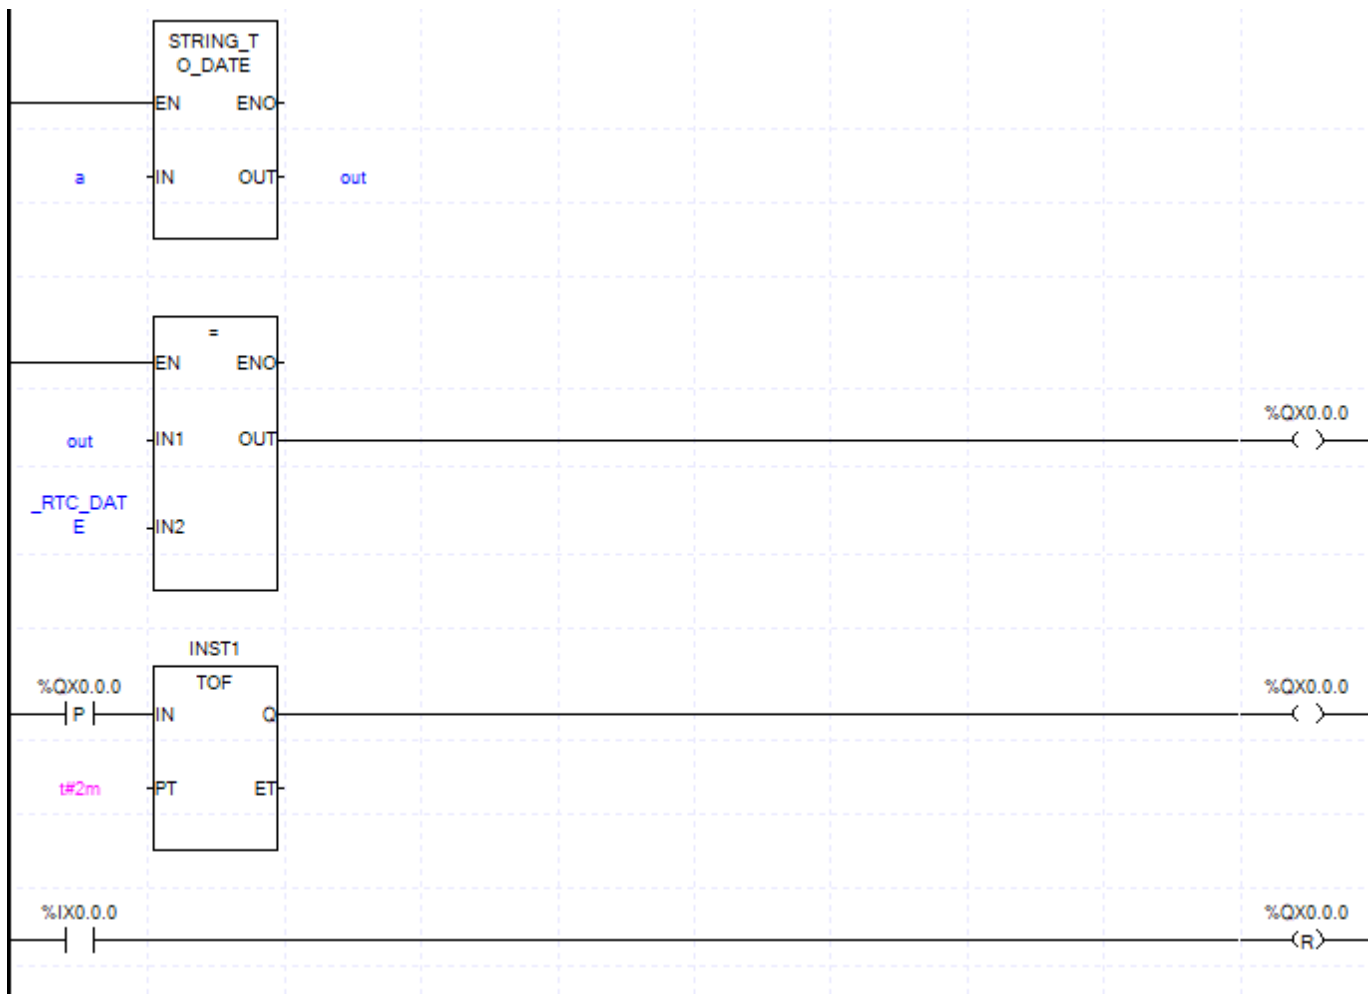 STRING_T
O_DATE
EN ENO
a IN OUT out
=
EN ENO
%QX0.0.0
out IN1 OUT
( )
_RTC_DAT
E IN2
INST1
%QX0.0.0 TOF %QX0.0.0
P IN Q ( )
t#2m PT ET
%IX0.0.0 %QX0.0.0
(R)